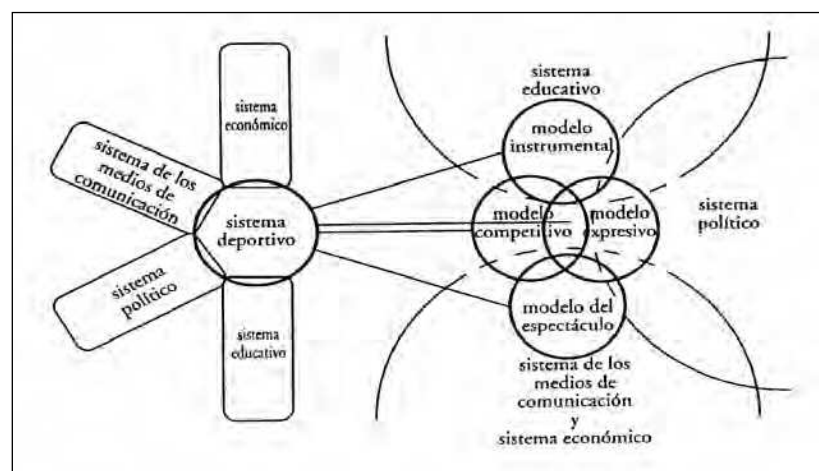 sistema
económico
sistema de los
medios de
comunicación
sistema
deportivo
sistema
político
sistema
educativo
sistema
educativo
modelo
instrumental
modelo
competitivo
modelo
expresivo
sistema
político
modelo del
espectáculo
sistema de los
medios de
comunicación
y
sistema económico